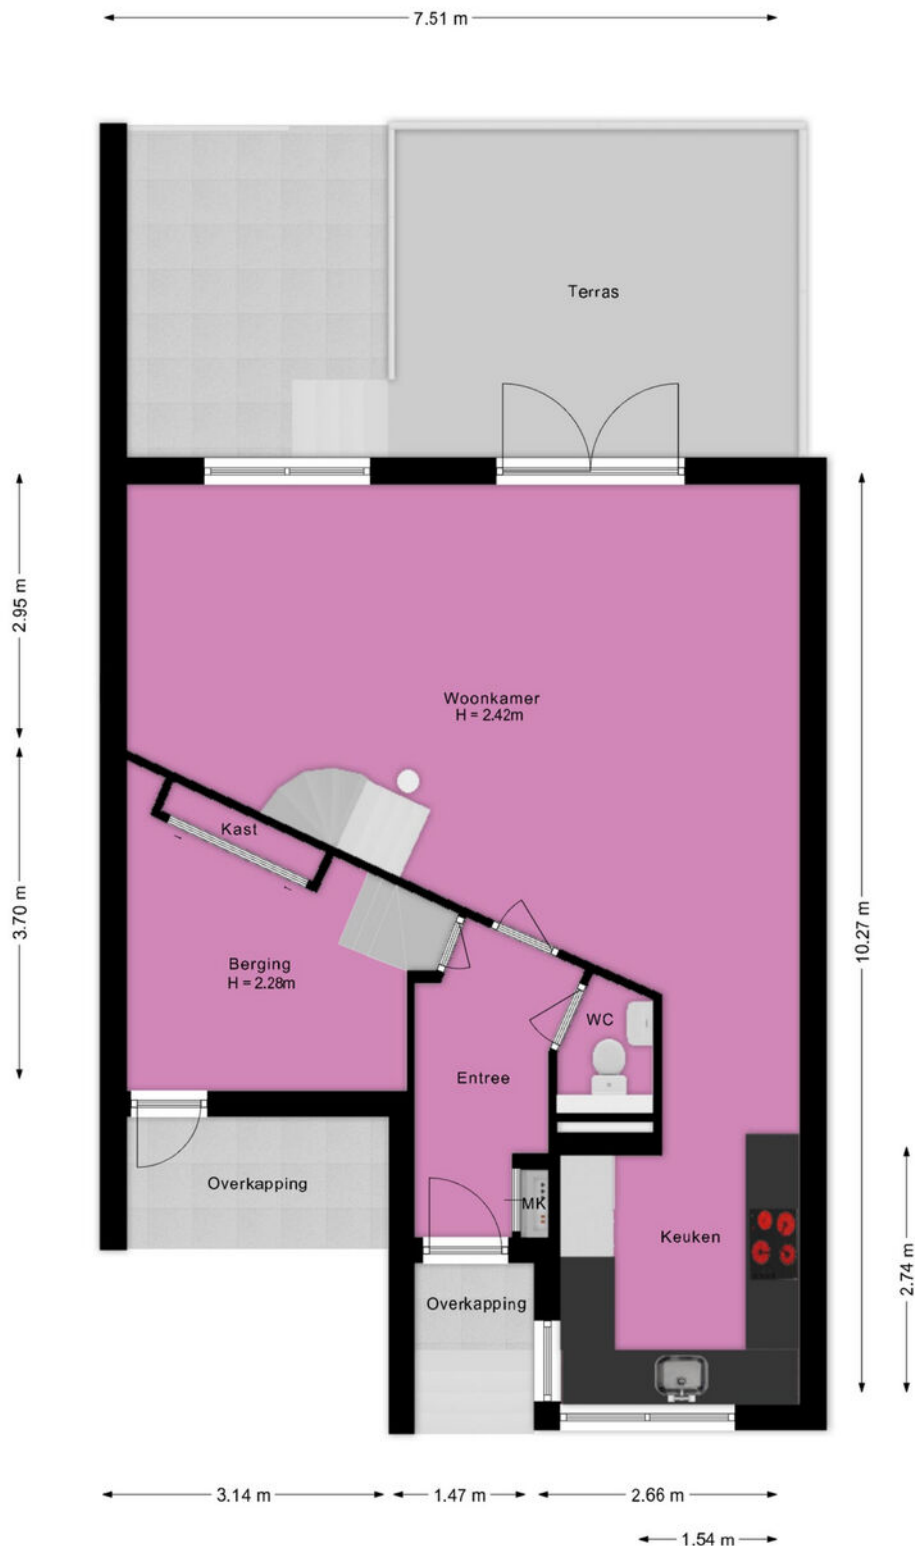 7.51 m
Terras
2.95 m
Woonkamer
H = 2.42m
Kast
3.70 m
10.27 m
Berging
H = 2.28m
WC
Entree
Overkapping
MK
Keuken
2.74 m
Overkapping
3.14 m
1.47 m
2.66 m
1.54 m